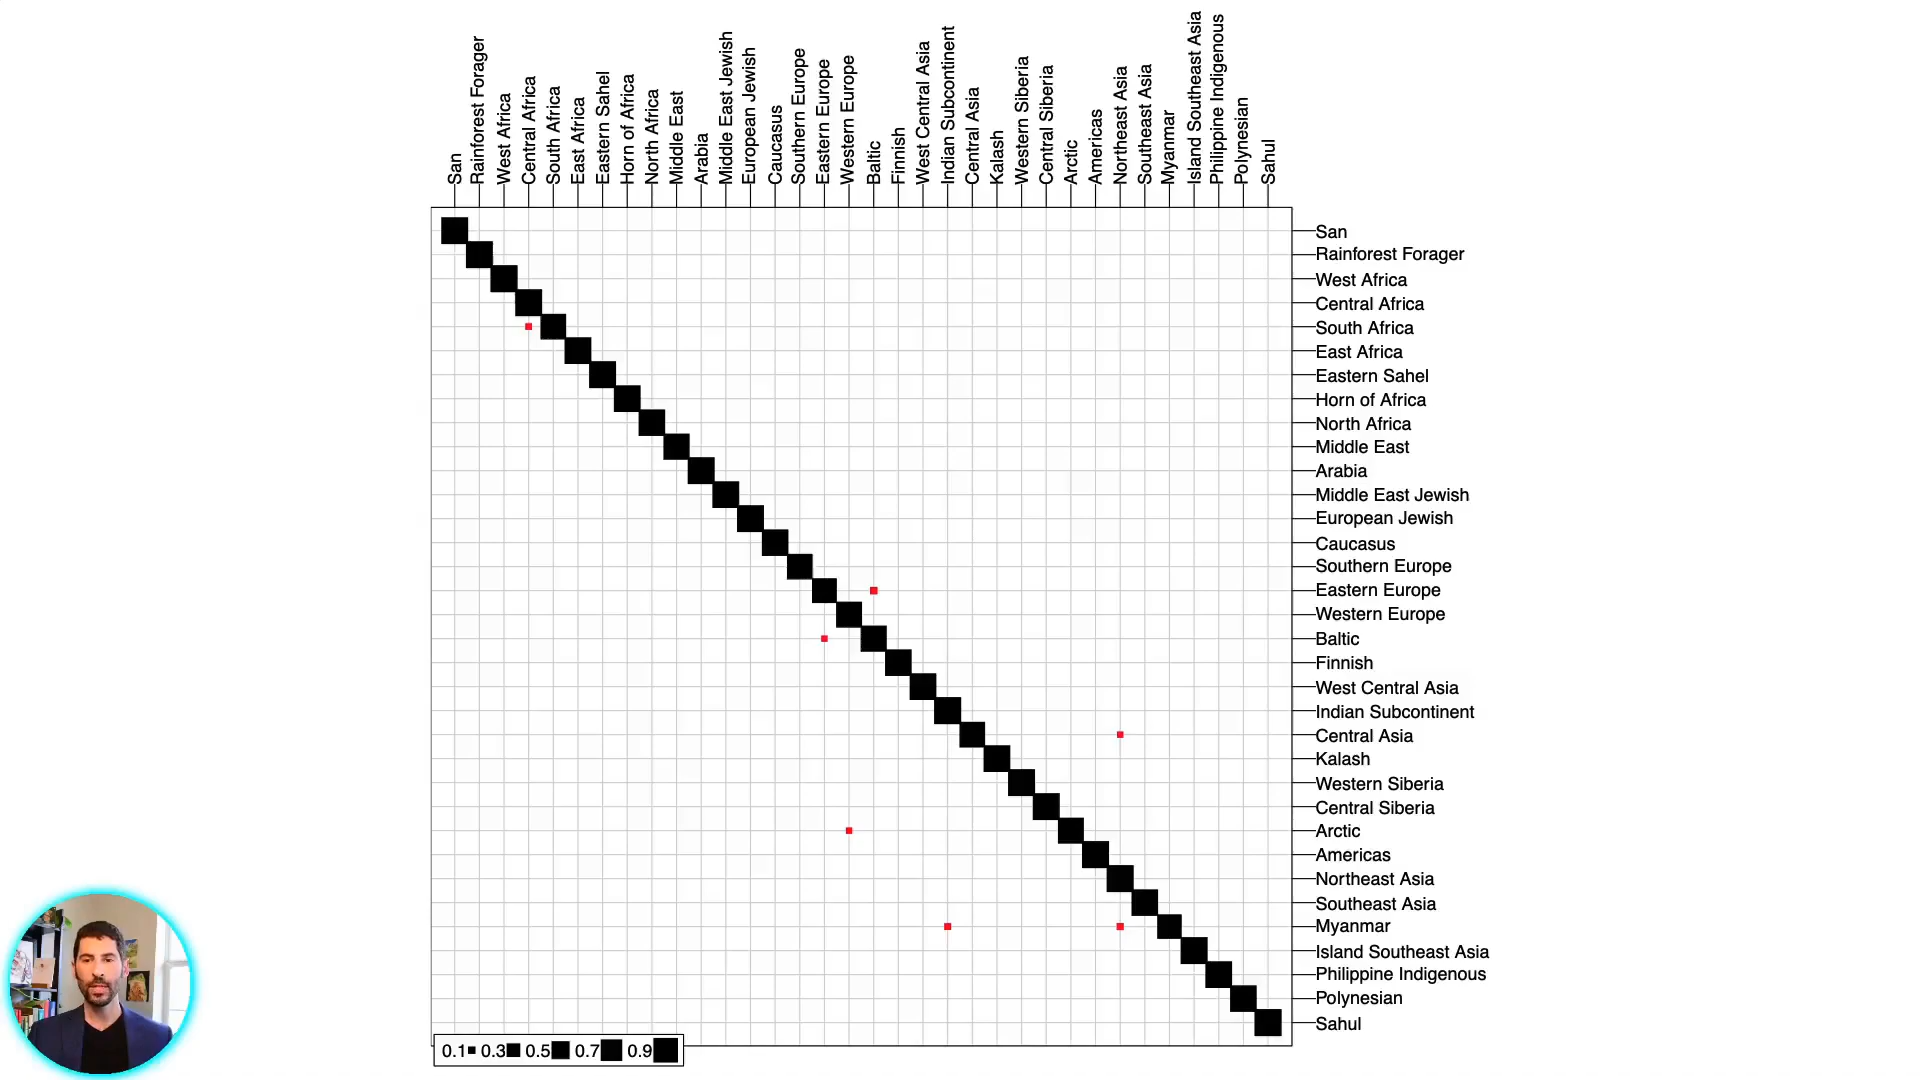 San
Rainforest Forager
West Africa
Central Africa
South Africa
East Africa
Eastern Sahel
Horn of Africa
North Africa
Middle East
Arabia
Middle East Jewish
European Jewish
Caucasus
Southern Europe
Eastern Europe
Western Europe
Baltic
Finnish
West Central Asia
Indian Subcontinent
Central Asia
Kalash
Western Siberia
Central Siberia
Arctic
Americas
Northeast Asia
Southeast Asia
Myanmar
Island Southeast Asia
Philippine Indigenous
Polynesian
Sahul
San
Rainforest Forager
West Africa
Central Africa
South Africa
East Africa
Eastern Sahel
Horn of Africa
North Africa
Middle East
Arabia
Middle East Jewish
European Jewish
Caucasus
Southern Europe
Eastern Europe
Western Europe
Baltic
Finnish
West Central Asia
Indian Subcontinent
Central Asia
Kalash
Western Siberia
Central Siberia
Arctic
Americas
Northeast Asia
Southeast Asia
Myanmar
Island Southeast Asia
Philippine Indigenous
Polynesian
Sahul
0.1 0.3 0.5 0.7 0.9